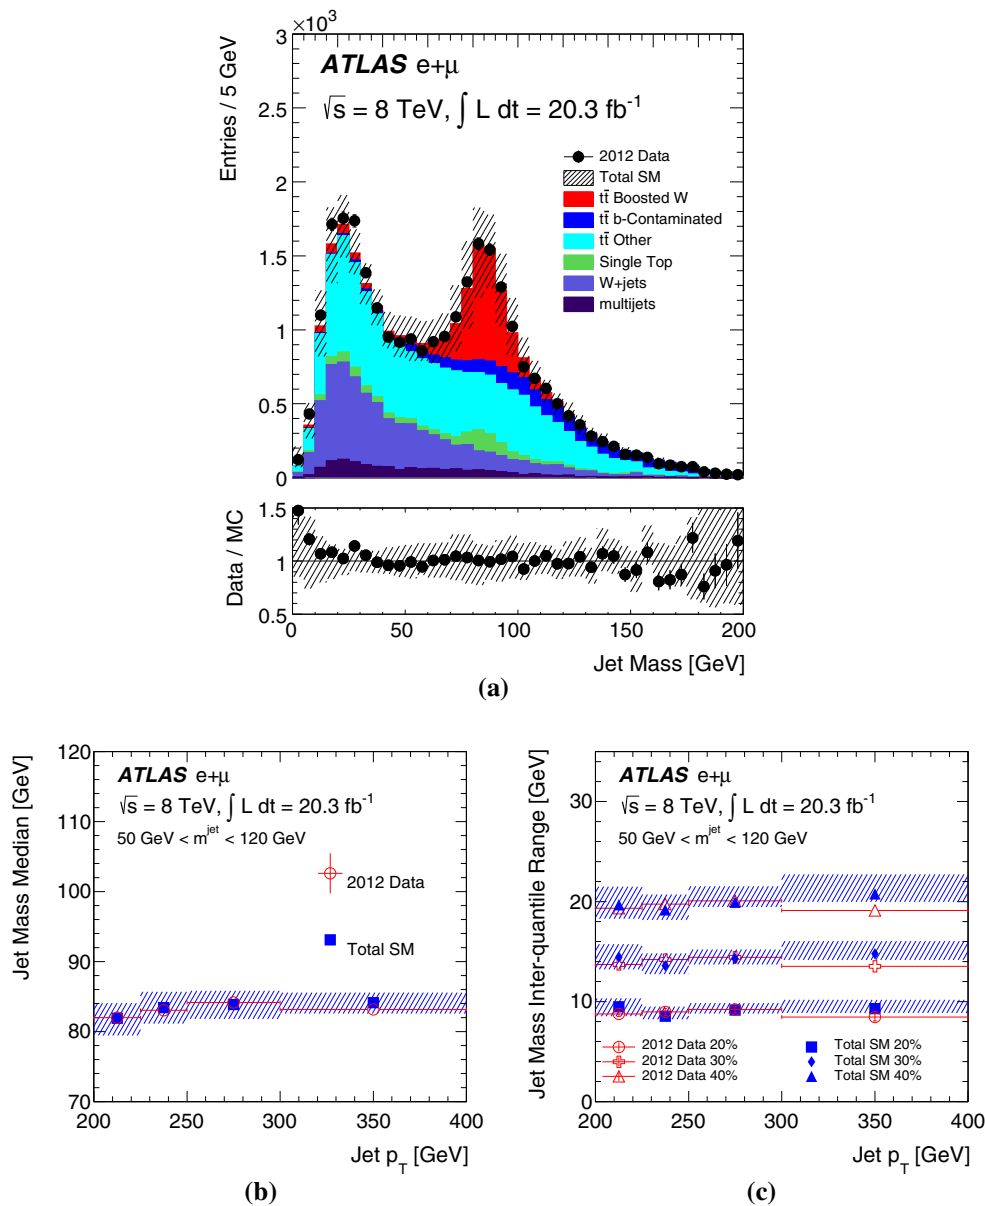 ×10³
3
2.5
2
1.5
1
0.5
0
Entries / 5 GeV
ATLAS e+μ
√s = 8 TeV, ∫ L dt = 20.3 fb⁻¹
2012 Data
Total SM
tt̄ Boosted W
tt̄ b-Contaminated
tt̄ Other
Single Top
W+jets
multijets
1.5
1
0.5
Data / MC
0 50 100 150 200
Jet Mass [GeV]
(a)
120
110
100
90
80
70
Jet Mass Median [GeV]
ATLAS e+μ
√s = 8 TeV, ∫ L dt = 20.3 fb⁻¹
50 GeV < m^jet < 120 GeV
2012 Data
Total SM
200 250 300 350 400
Jet p_T [GeV]
(b)
30
20
10
0
Jet Mass Inter-quantile Range [GeV]
ATLAS e+μ
√s = 8 TeV, ∫ L dt = 20.3 fb⁻¹
50 GeV < m^jet < 120 GeV
2012 Data 20% Total SM 20%
2012 Data 30% Total SM 30%
2012 Data 40% Total SM 40%
200 250 300 350 400
Jet p_T [GeV]
(c)